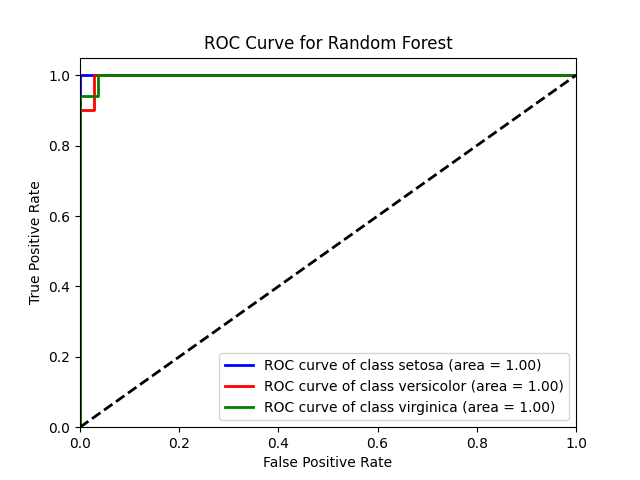 ROC Curve for Random Forest
True Positive Rate
1.0
0.8
0.6
0.4
0.2
0.0
ROC curve of class setosa (area = 1.00)
ROC curve of class versicolor (area = 1.00)
ROC curve of class virginica (area = 1.00)
0.0 0.2 0.4 0.6 0.8 1.0
False Positive Rate